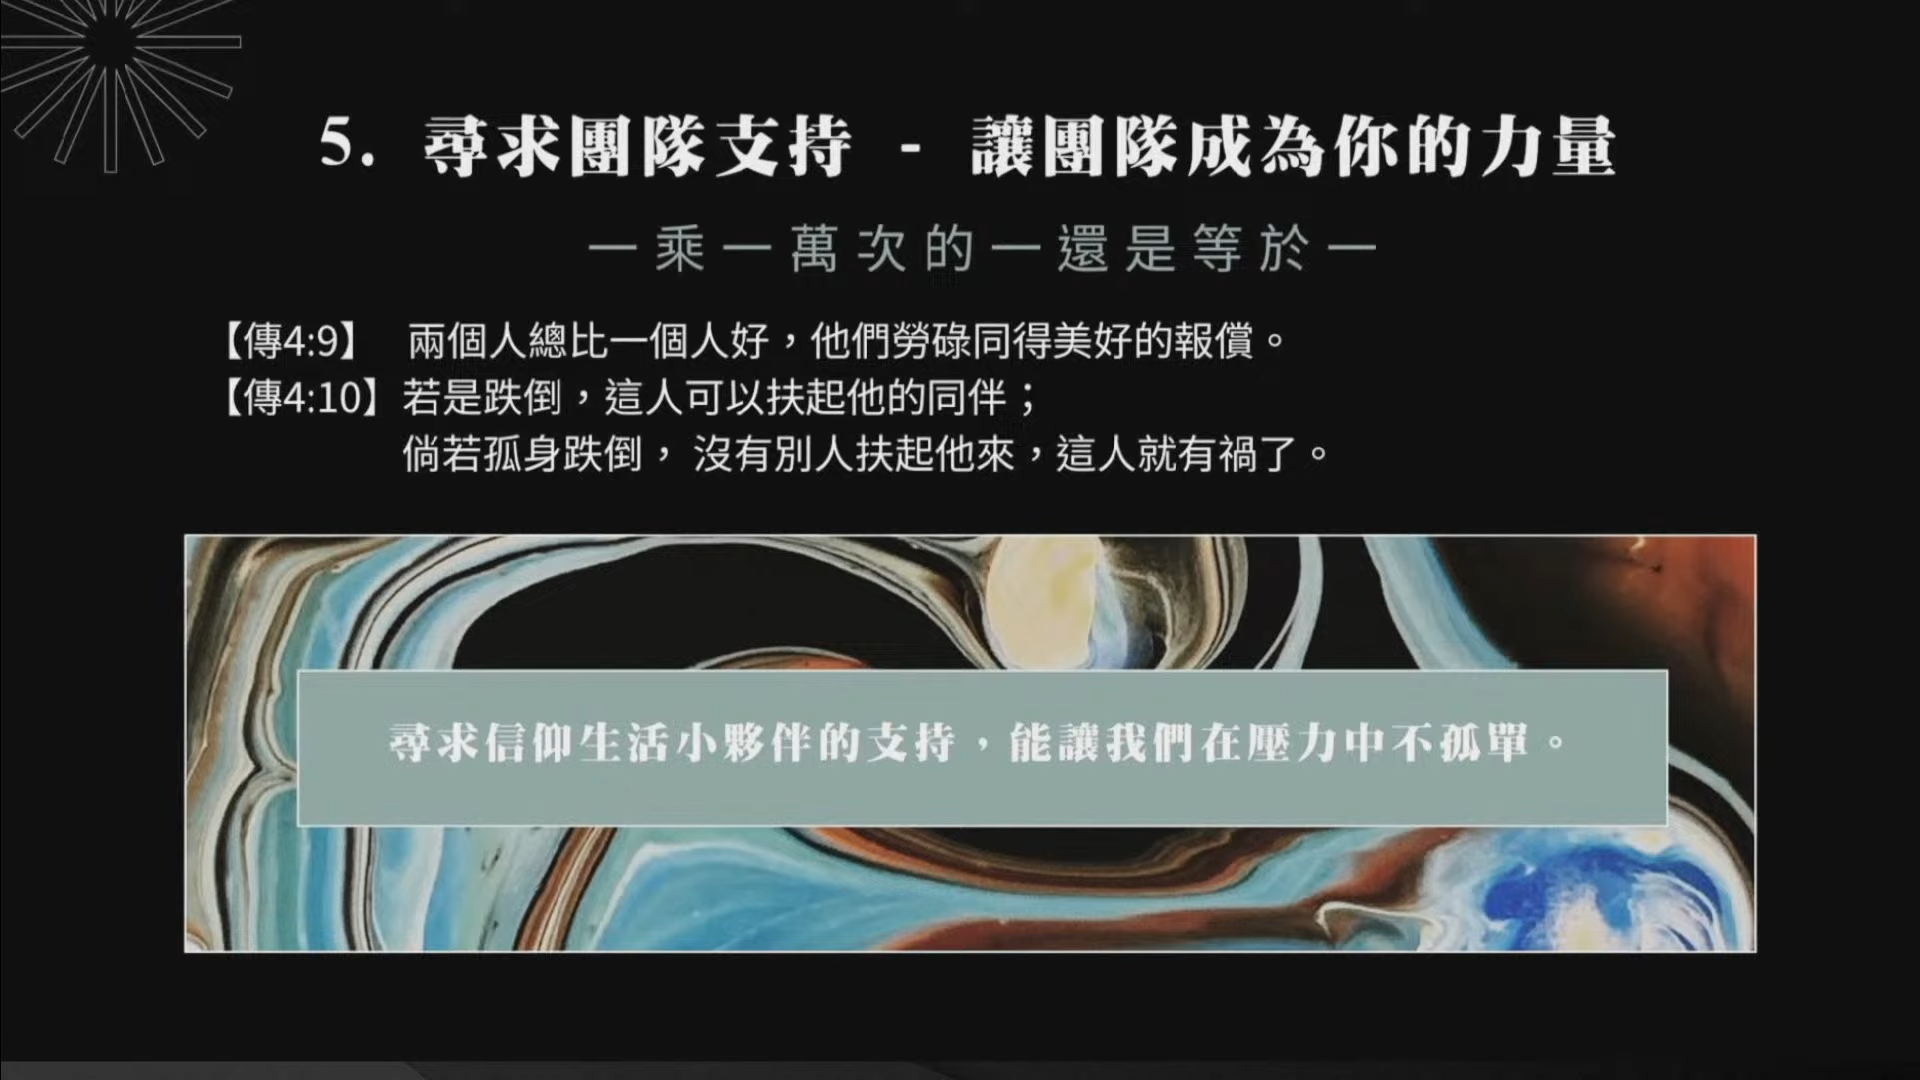 5. 尋求團隊支持 - 讓團隊成為你的力量
一乘一萬次的一還是等於一
【傳4:9】 兩個人總比一個人好，他們勞碌同得美好的報償。
【傳4:10】若是跌倒，這人可以扶起他的同伴；
倘若孤身跌倒， 沒有別人扶起他來，這人就有禍了。
尋求信仰生活小夥伴的支持，能讓我們在壓力中不孤單。